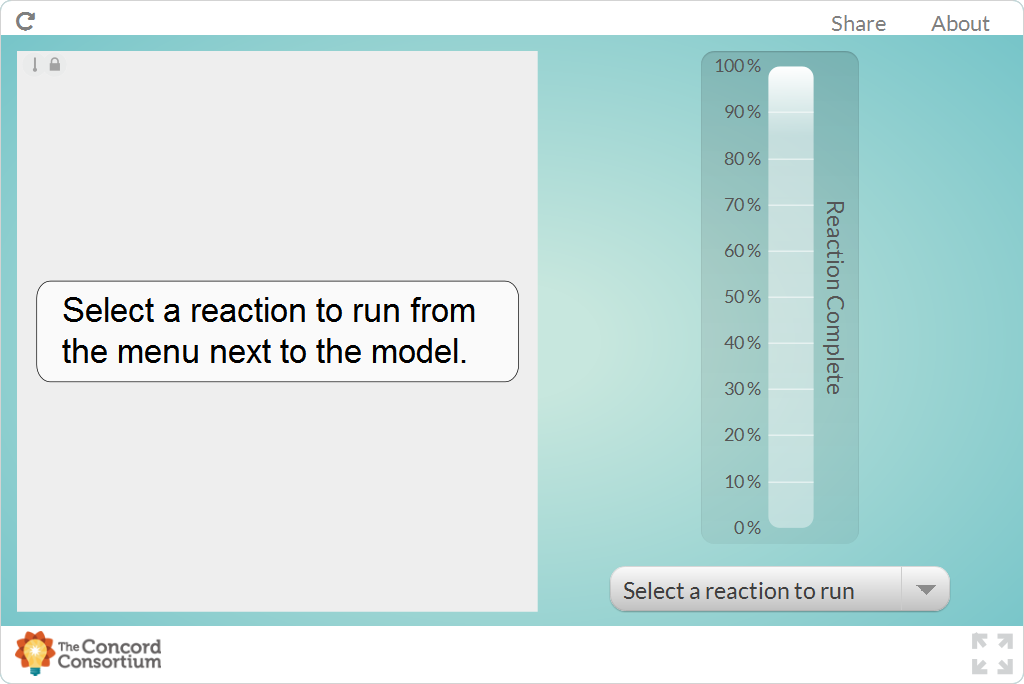 Share
About
Select a reaction to run from
the menu next to the model.
100%
90%
80%
70%
60%
50%
40%
30%
20%
10%
0%
Reaction Complete
Select a reaction to run
The Concord
Consortium